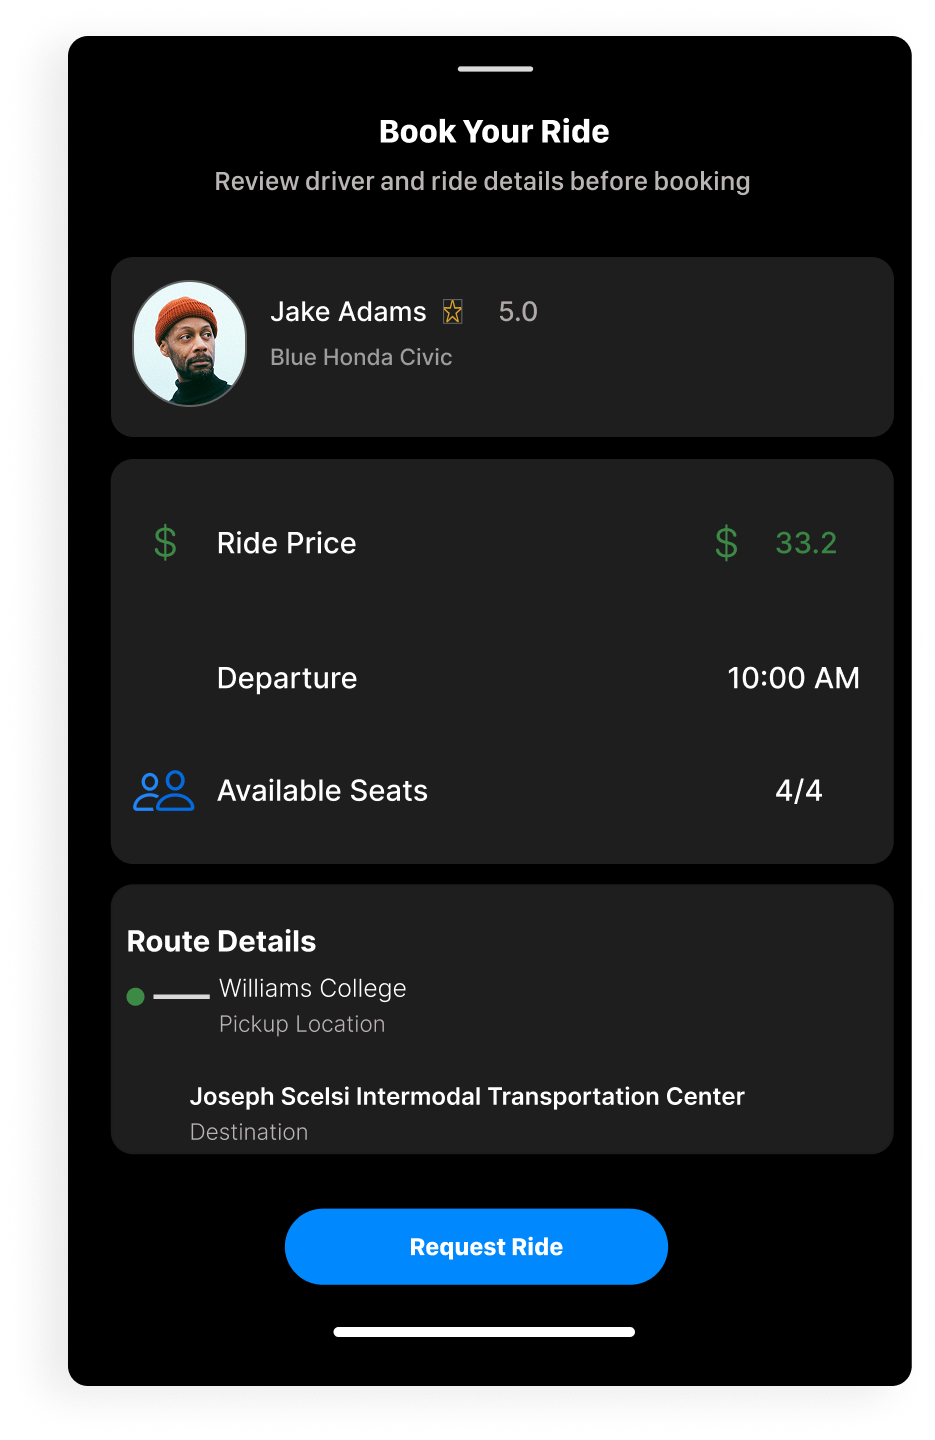 Book Your Ride
Review driver and ride details before booking
Jake Adams 5.0
Blue Honda Civic
$ Ride Price $ 33.2
Departure 10:00 AM
Available Seats 4/4
Route Details
Williams College
Pickup Location
Joseph Scelsi Intermodal Transportation Center
Destination
Request Ride